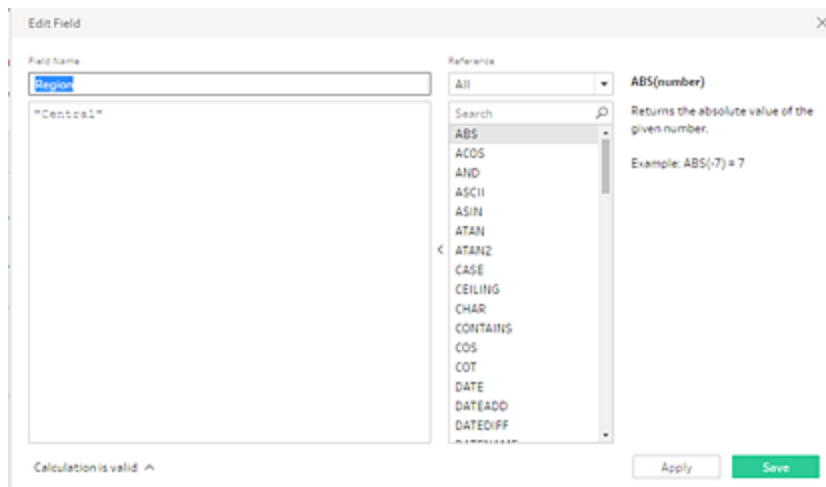 Edit Field
Field Name
Region
"Central"
Reference
All
Search
ABS
ACOS
AND
ASCII
ASIN
ATAN
ATAN2
CASE
CEILING
CHAR
CONTAINS
COS
COT
DATE
DATEADD
DATEDIFF
DATENAME
ABS(number)
Returns the absolute value of the
given number.
Example: ABS(-7) = 7
Calculation is valid
Apply
Save